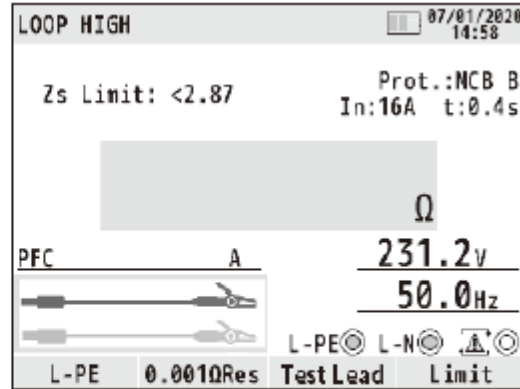 LOOP HIGH
07/01/2020
14:58
Zs Limit: <2.87
Prot.:NCB B
In:16A t:0.4s
Ω
PFC A
231.2V
50.0Hz
L-PE L-N
L-PE 0.001ΩRes Test Lead Limit